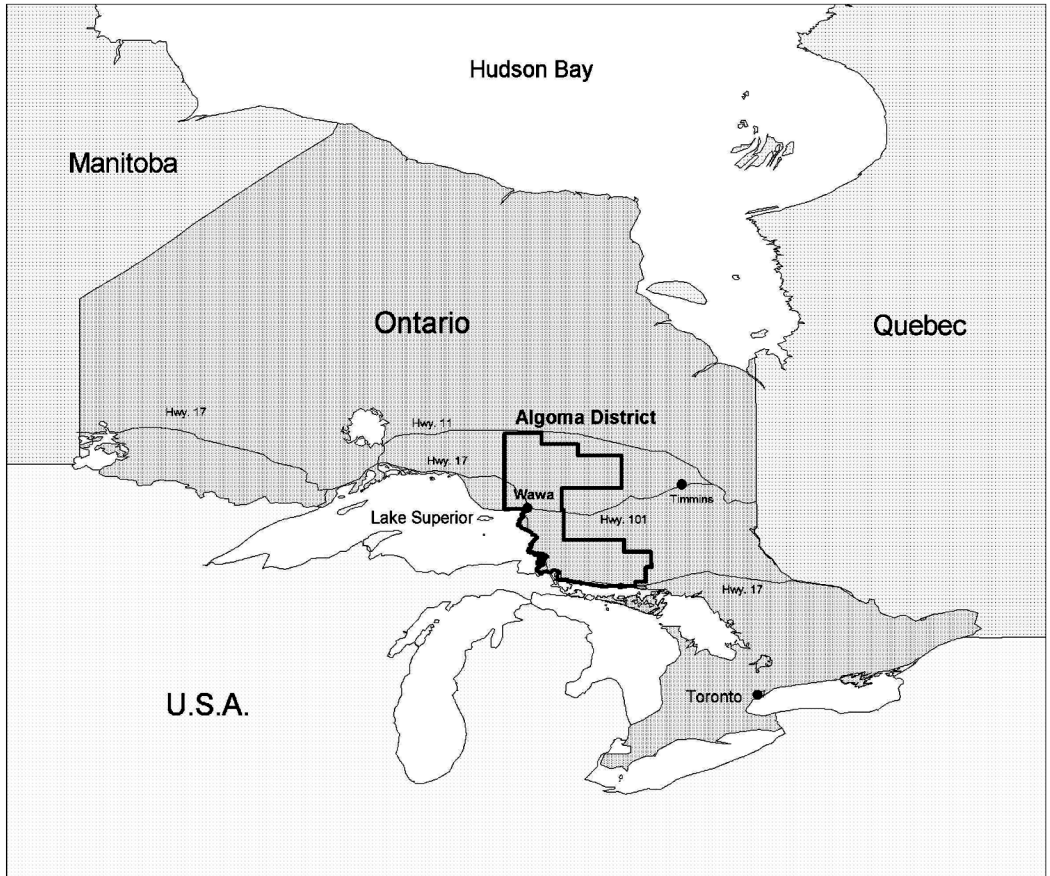 Hudson Bay
Manitoba
Ontario
Quebec
Hwy. 17
Hwy. 11
Algoma District
Hwy. 17
Wawa
Timmins
Lake Superior
Hwy. 101
Hwy. 17
U.S.A.
Toronto